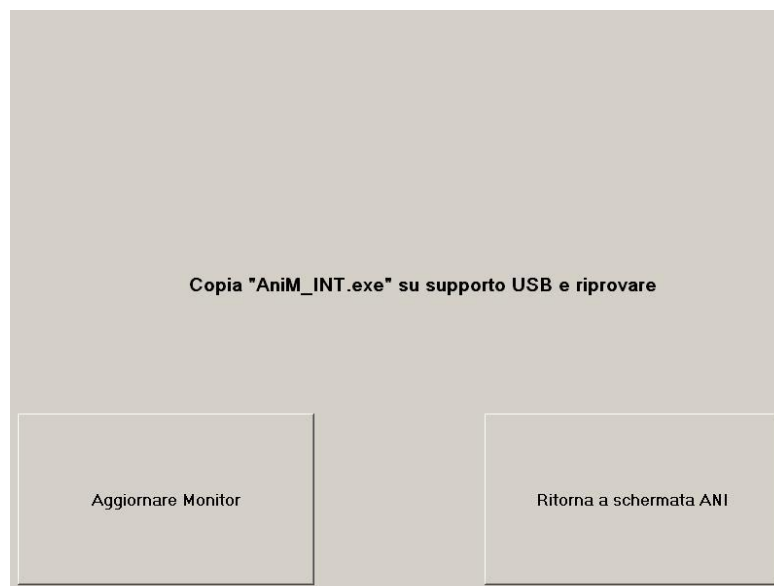 Copia "AniM_INT.exe" su supporto USB e riprovare
Aggiornare Monitor
Ritorna a schermata ANI